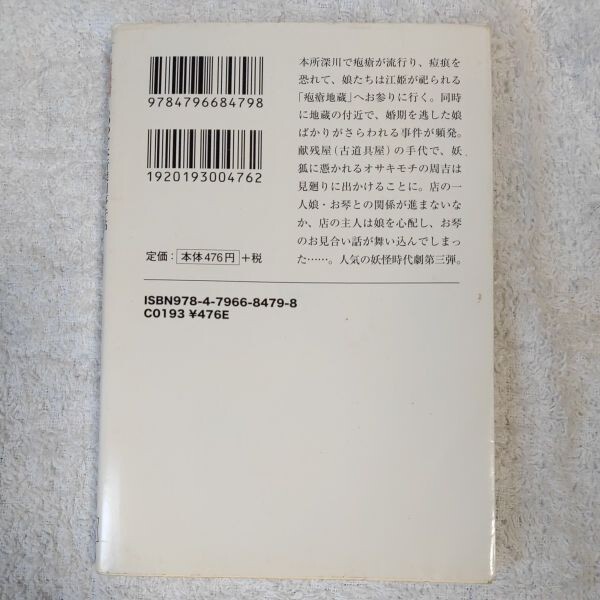 本所深川で疱瘡が流行り、痘痕を
恐れて、娘たちは江姫が祀られる
「疱瘡地蔵」へお参りに行く。同時
に地蔵の付近で、婚期を逃した娘
ばかりがさらわれる事件が頻発。
献残屋（古道具屋）の手代で、妖
狐に憑かれるオサキモチの周吉は
見廻りに出かけることに。店の一
人娘・お琴との関係が進まないな
か、店の主人は娘を心配し、お琴
のお見合い話が舞い込んでしまっ
た……。人気の妖怪時代劇第三弾。
9784796684798
1920193004762
定価：本体476円+税
ISBN978-4-7966-8479-8
C0193 ¥476E